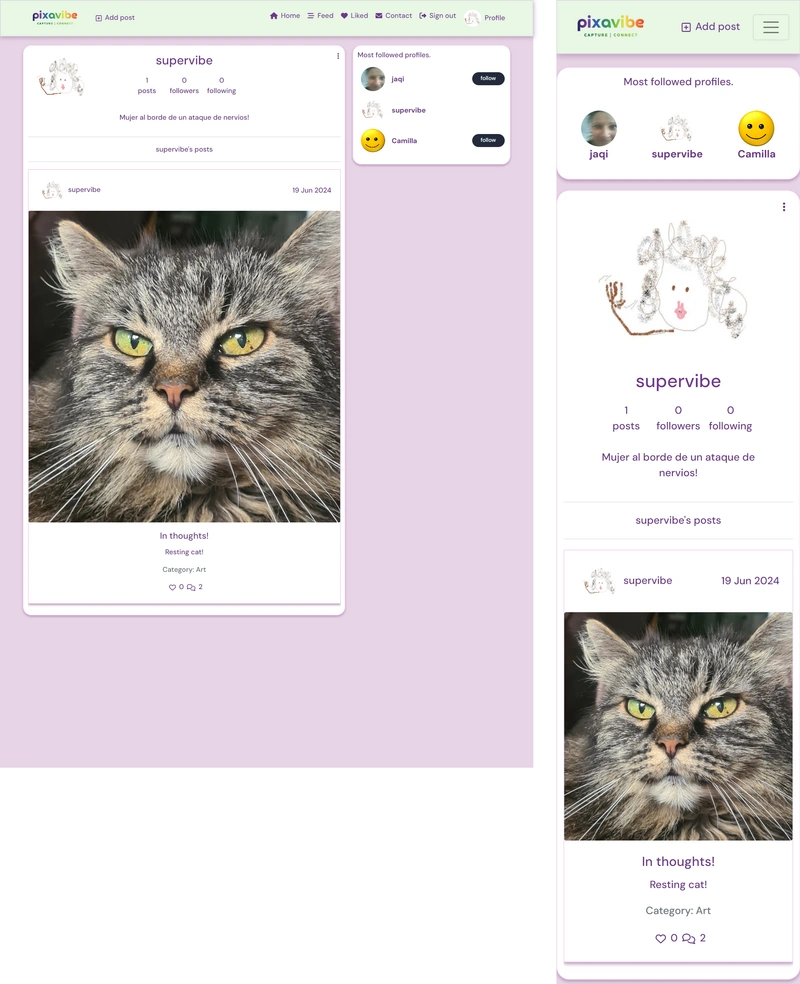 pixavibe
CAPTURE | CONNECT
Add post
Home
Feed
Liked
Contact
Sign out
Profile
supervibe
1
0
0
posts
followers
following
Mujer al borde de un ataque de nervios!
supervibe's posts
supervibe
19 Jun 2024
In thoughts!
Resting cat!
Category: Art
0
2
Most followed profiles.
jaqi
follow
supervibe
Camilla
follow
pixavibe
CAPTURE | CONNECT
Add post
Most followed profiles.
jaqi
supervibe
Camilla
supervibe
1
0
0
posts
followers
following
Mujer al borde de un ataque de
nervios!
supervibe's posts
supervibe
19 Jun 2024
In thoughts!
Resting cat!
Category: Art
0
2